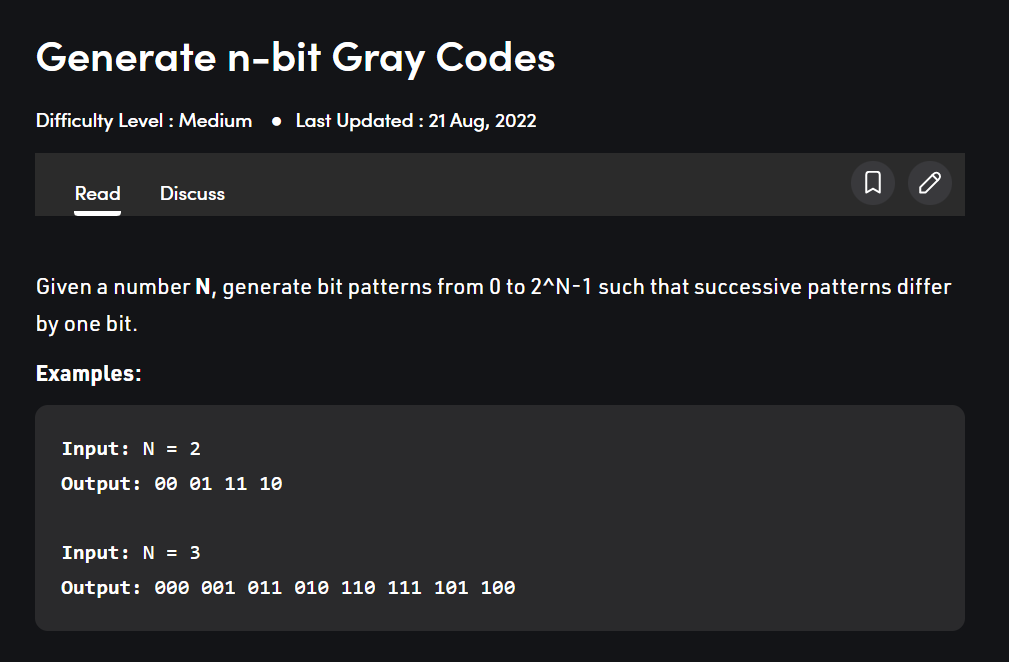 Generate n-bit Gray Codes
Difficulty Level : Medium ● Last Updated : 21 Aug, 2022
Read Discuss
Given a number N, generate bit patterns from 0 to 2^N-1 such that successive patterns differ
by one bit.
Examples:
Input: N = 2
Output: 00 01 11 10
Input: N = 3
Output: 000 001 011 010 110 111 101 100